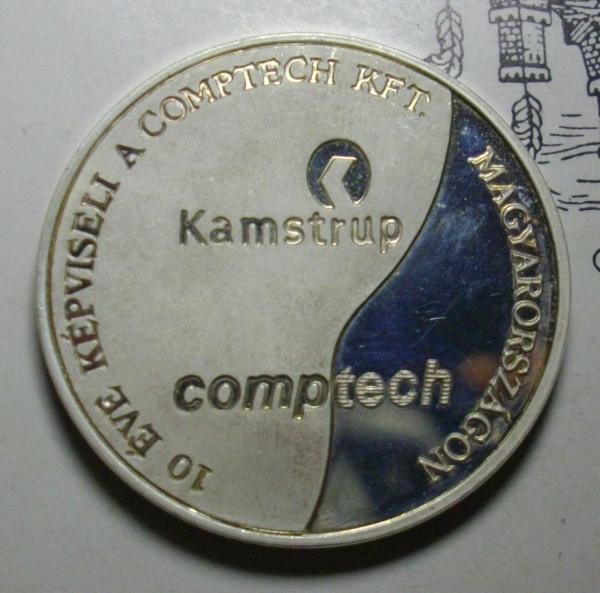 10 ÉVE KÉPVISELI A COMPTECH KFT. MAGYARORSZÁGON
Kamstrup
comptech